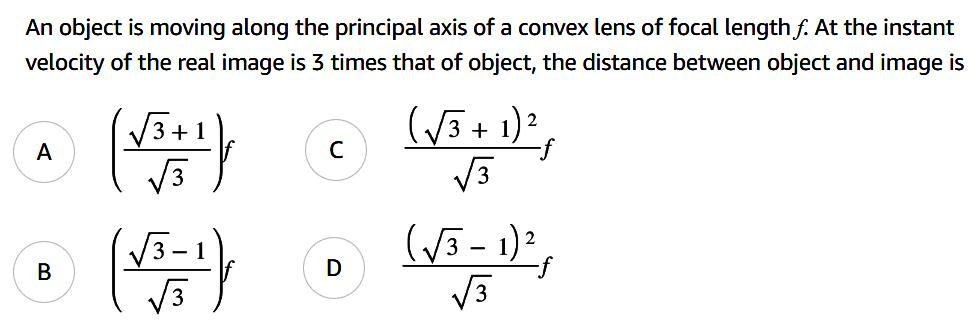 An object is moving along the principal axis of a convex lens of focal length f. At the instant
velocity of the real image is 3 times that of object, the distance between object and image is
A (√3 + 1 / √3) f
C (√3 + 1)² / √3 f
B (√3 − 1 / √3) f
D (√3 − 1)² / √3 f